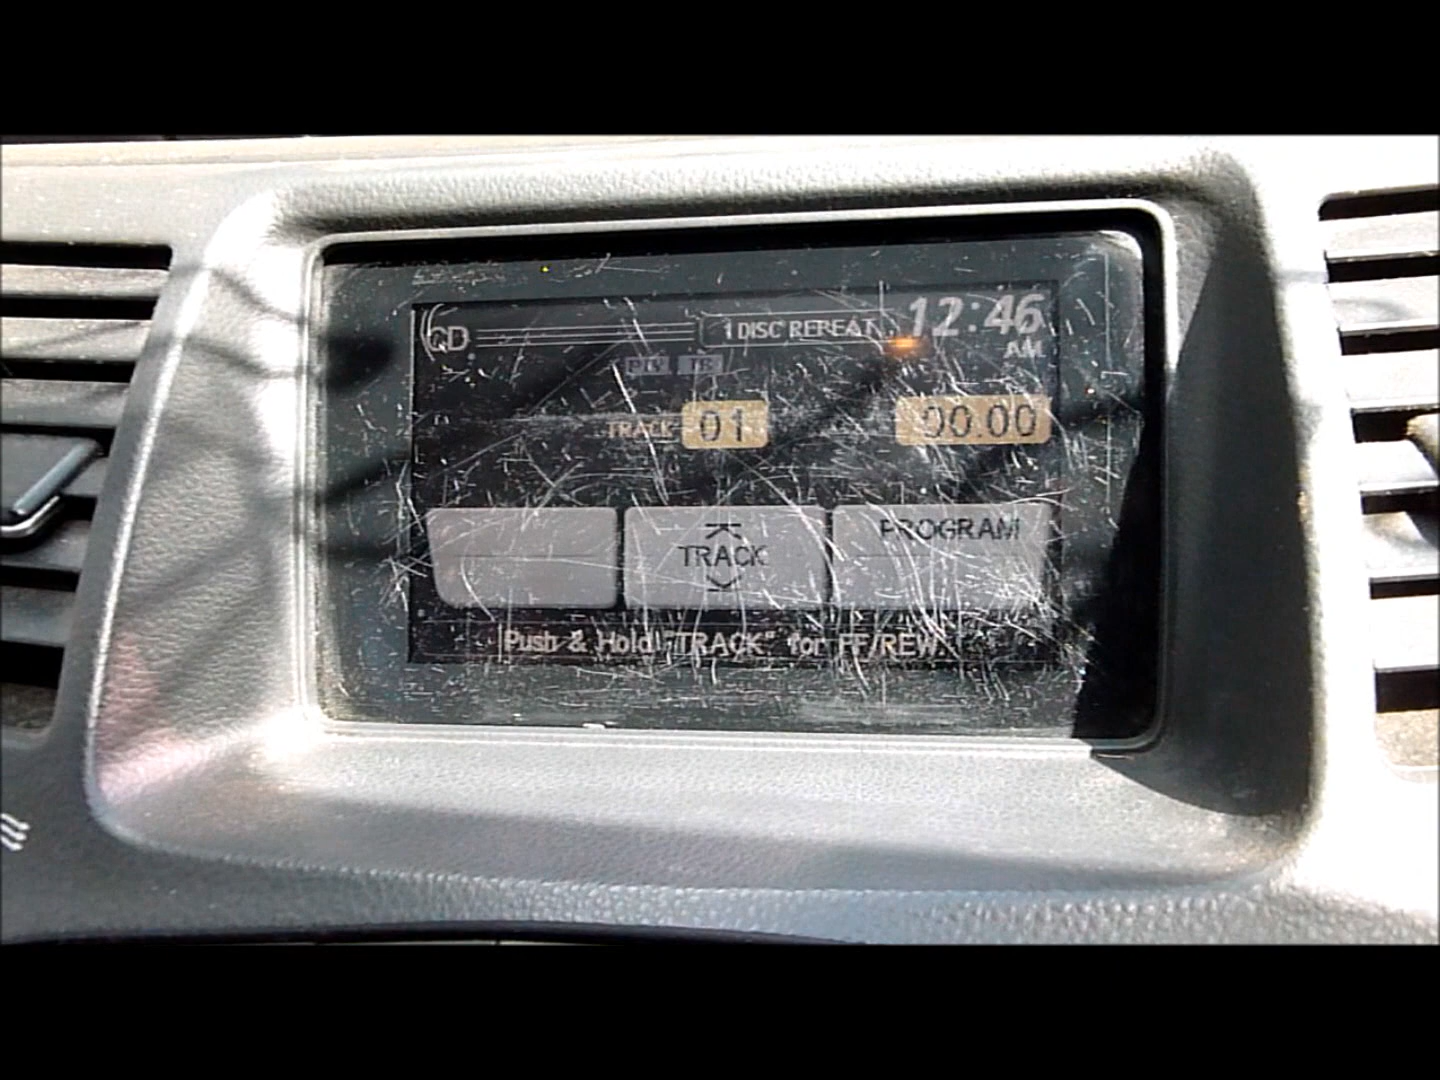 CD
1 DISC REPEAT
12:46
AM
TRACK 01
00.00
TRACK
PROGRAM
Push & Hold "TRACK" for FF/REW.